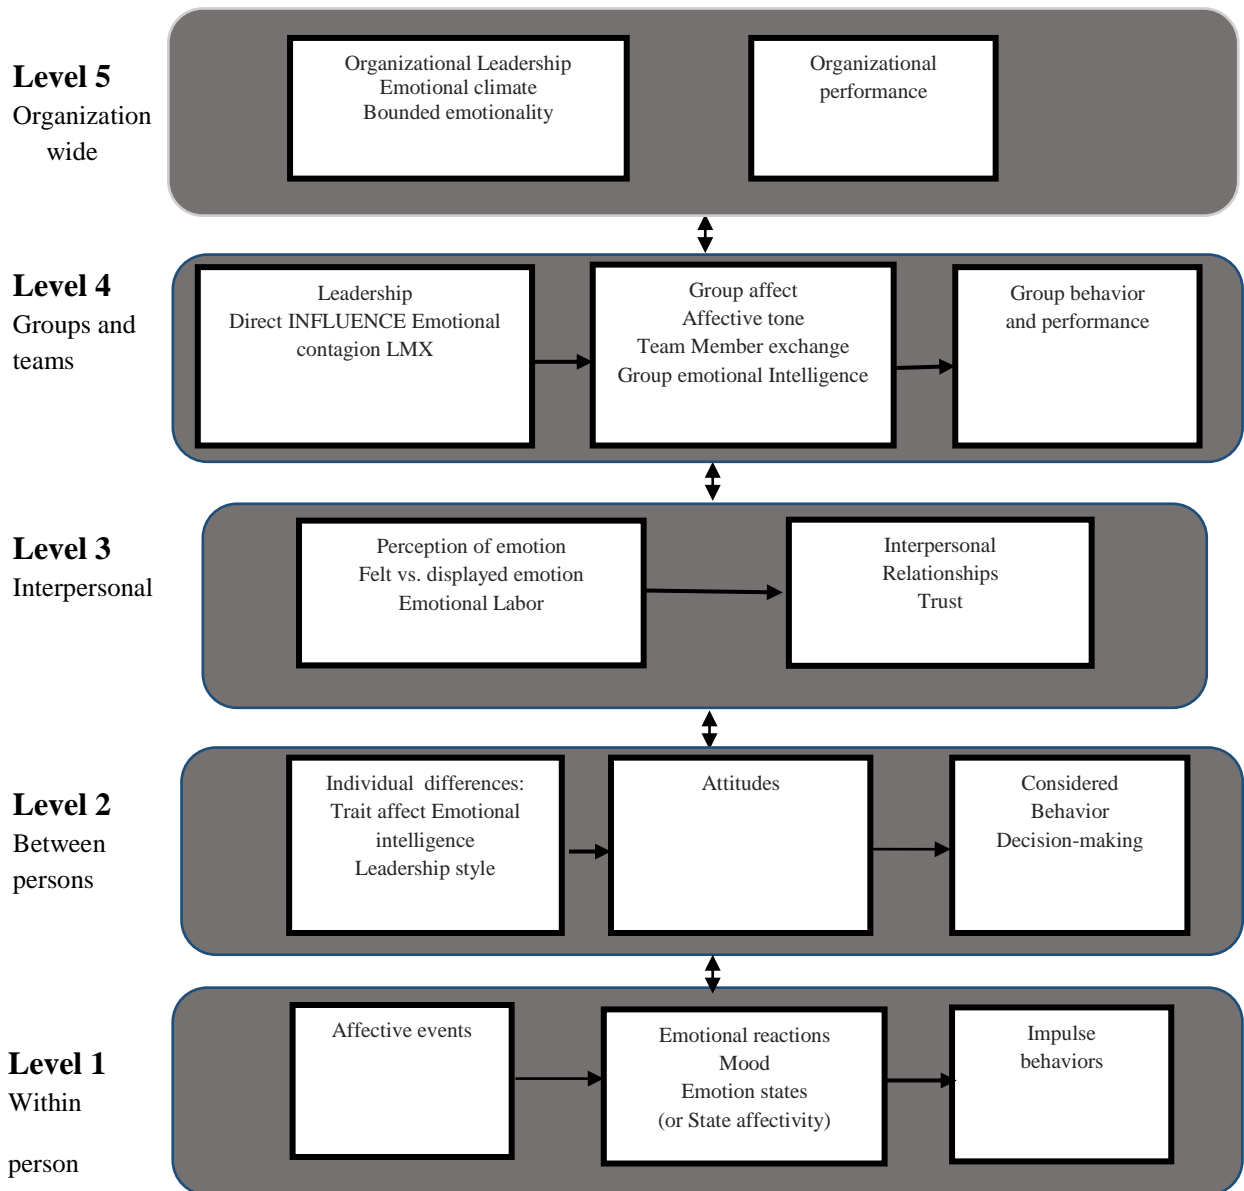 Level 5
Organization
wide
Organizational Leadership
Emotional climate
Bounded emotionality
Organizational
performance
Level 4
Groups and
teams
Leadership
Direct INFLUENCE Emotional
contagion LMX
Group affect
Affective tone
Team Member exchange
Group emotional Intelligence
Group behavior
and performance
Level 3
Interpersonal
Perception of emotion
Felt vs. displayed emotion
Emotional Labor
Interpersonal
Relationships
Trust
Level 2
Between
persons
Individual differences:
Trait affect Emotional
intelligence
Leadership style
Attitudes
Considered
Behavior
Decision-making
Level 1
Within
person
Affective events
Emotional reactions
Mood
Emotion states
(or State affectivity)
Impulse
behaviors